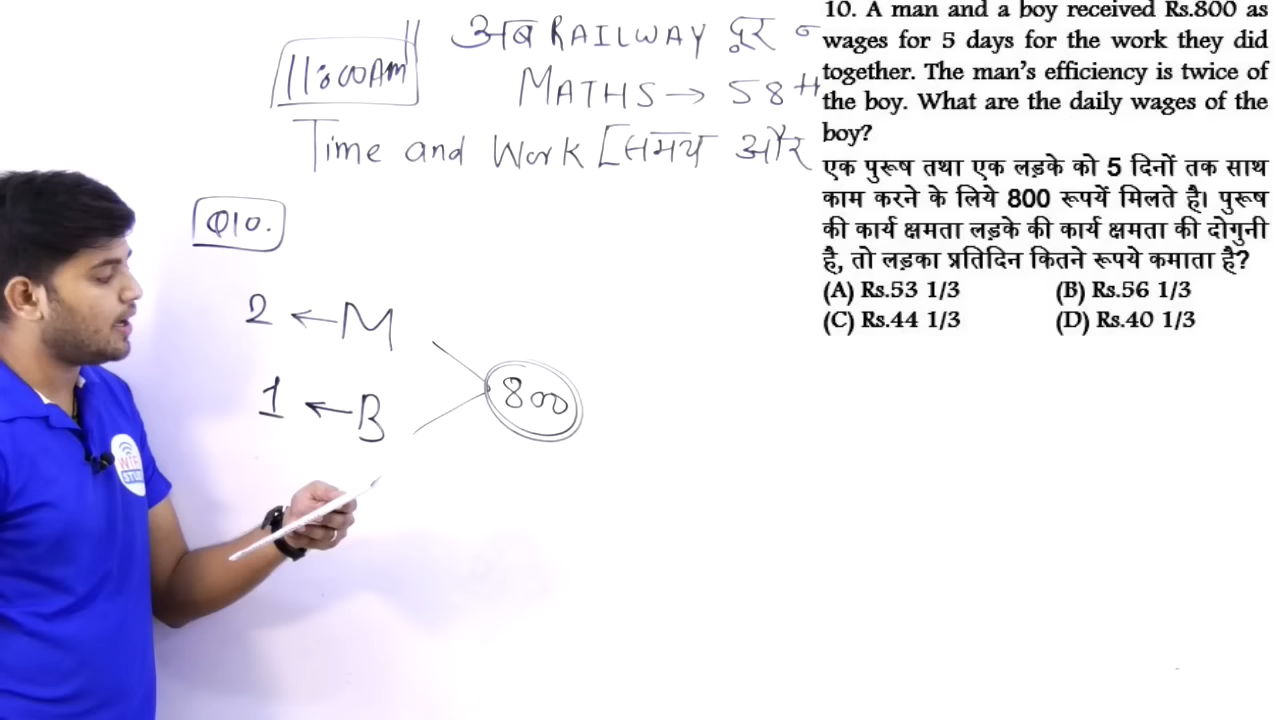 11:00AM
अब RAILWAY दूर न
MATHS → 58 th
Time and Work [समय और
Q10.
2 ← M
1 ← B
800
WiFi
STUDY
10. A man and a boy received Rs.800 as
wages for 5 days for the work they did
together. The man's efficiency is twice of
the boy. What are the daily wages of the
boy?
एक पुरूष तथा एक लड़के को 5 दिनों तक साथ
काम करने के लिये 800 रूपयें मिलते है। पुरूष
की कार्य क्षमता लड़के की कार्य क्षमता की दोगुनी
है, तो लड़का प्रतिदिन कितने रूपये कमाता है?
(A) Rs.53 1/3 (B) Rs.56 1/3
(C) Rs.44 1/3 (D) Rs.40 1/3